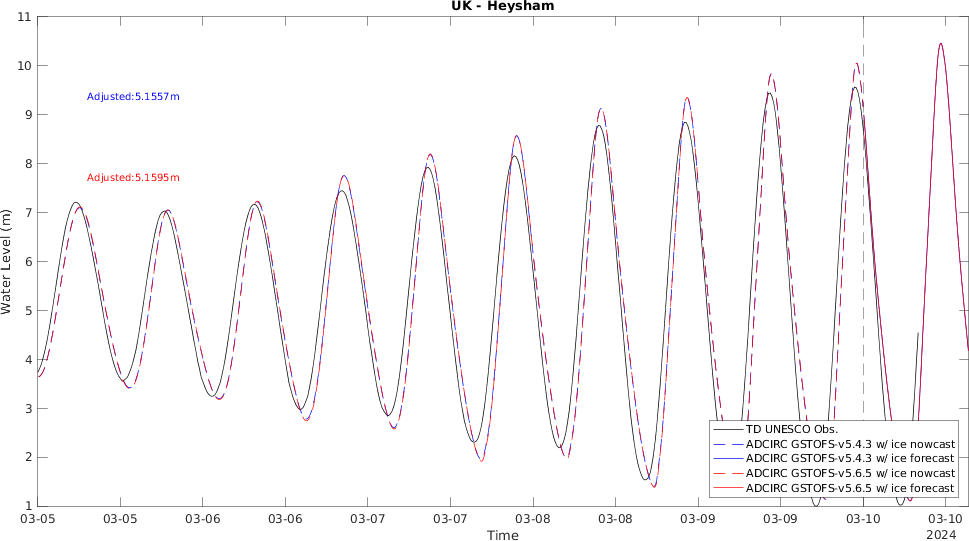 UK - Heysham
11
10
9
8
7
6
5
4
3
2
1
Water Level (m)
Adjusted:5.1557m
Adjusted:5.1595m
TD UNESCO Obs.
ADCIRC GSTOFS-v5.4.3 w/ ice nowcast
ADCIRC GSTOFS-v5.4.3 w/ ice forecast
ADCIRC GSTOFS-v5.6.5 w/ ice nowcast
ADCIRC GSTOFS-v5.6.5 w/ ice forecast
03-05 03-05 03-06 03-06 03-07 03-07 03-08 03-08 03-09 03-09 03-10 03-10
Time
2024